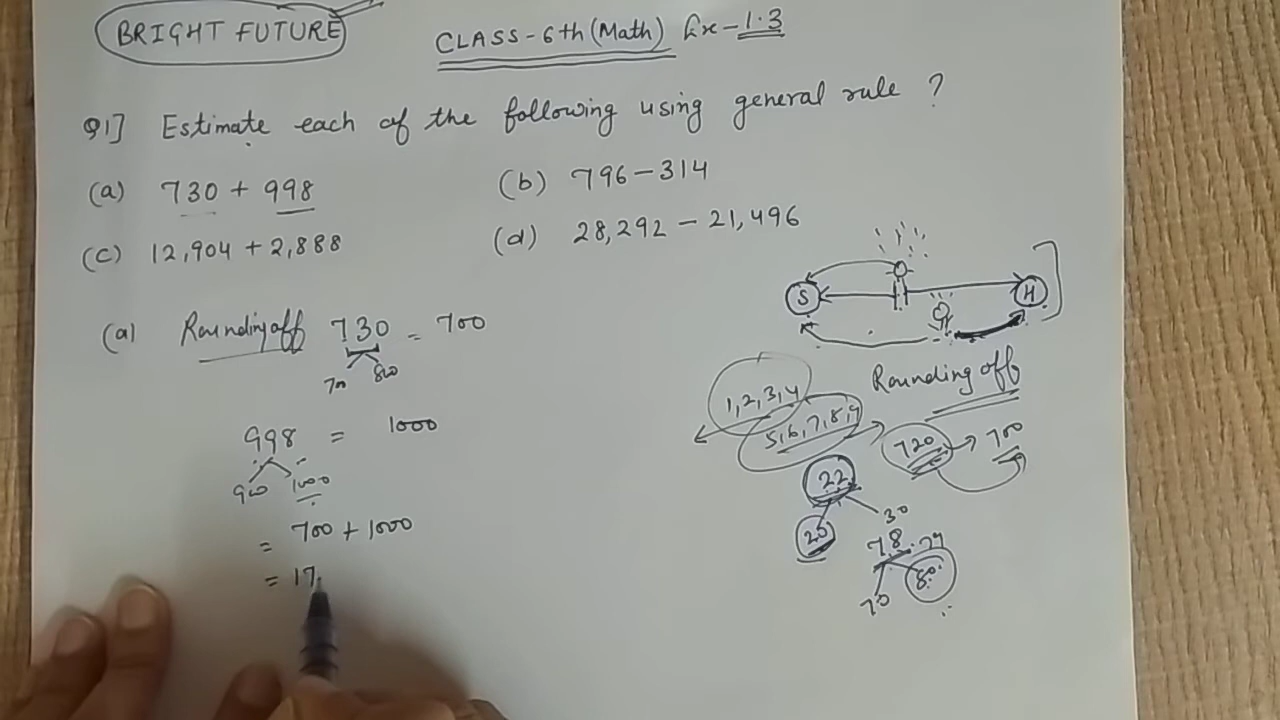 BRIGHT FUTURE
CLASS-6th (Math) Ex-1.3
Q1] Estimate each of the following using general rule ?
(a) 730 + 998
(b) 796-314
(c) 12,904 + 2,888
(d) 28,292 - 21,496
S H
(a) Roundingoff 730 = 700
700 800
Rounding off
1,2,3,4
5,6,7,8,9
720 → 700
998 = 1000
900 1000
22
20 30
= 700 + 1000
78.79
70 80
= 17